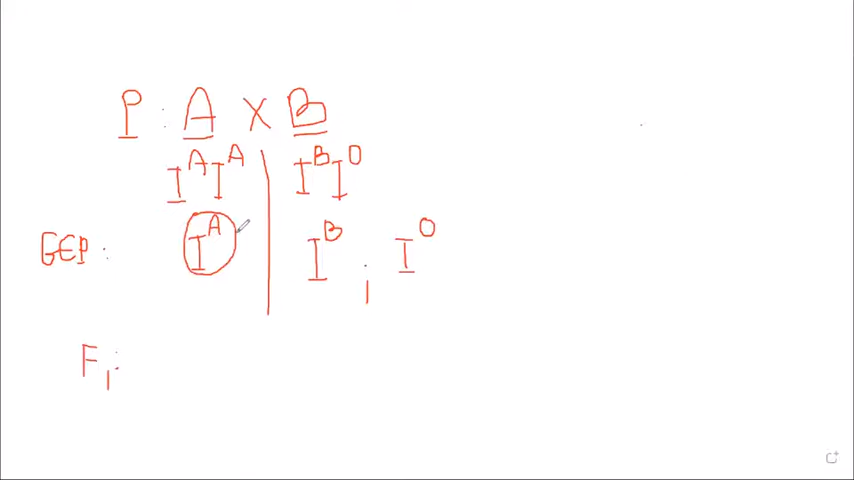 P : A X B
I^A I^A | I^B I^O
GEP : I^A | I^B , I^O
F₁ :